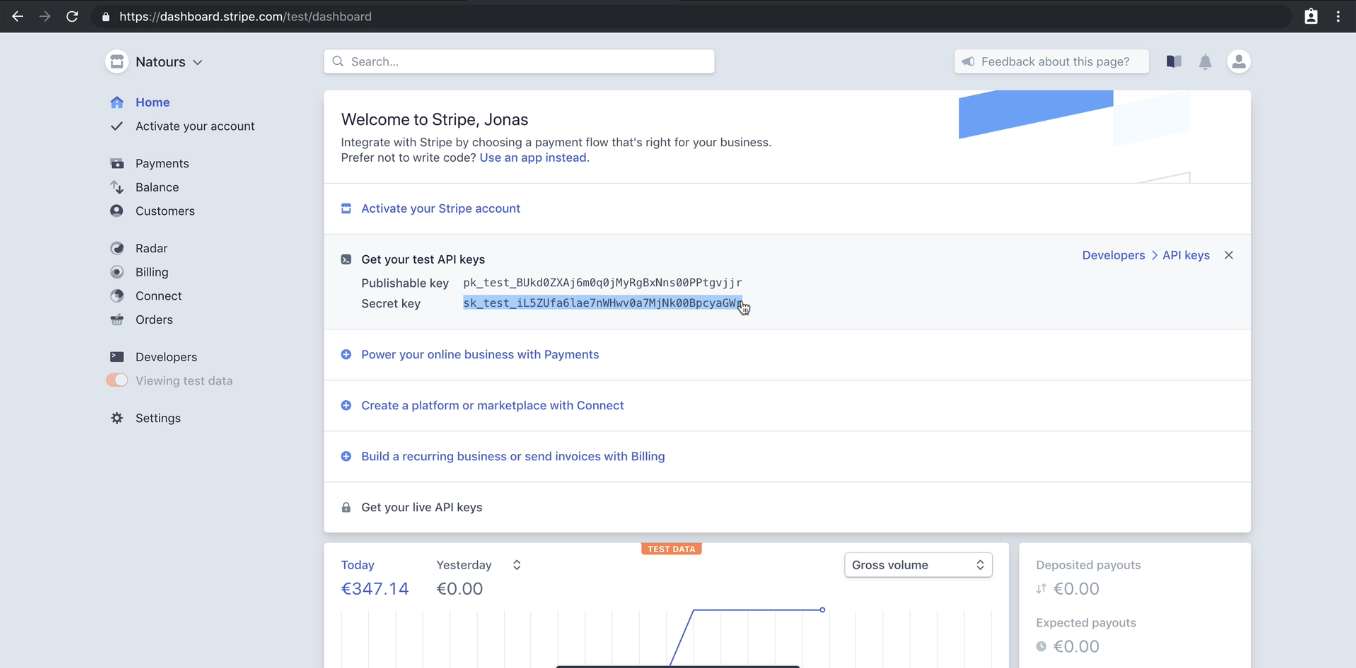 https://dashboard.stripe.com/test/dashboard
Natours
Search...
Feedback about this page?
Home
Activate your account
Payments
Balance
Customers
Radar
Billing
Connect
Orders
Developers
Viewing test data
Settings
Welcome to Stripe, Jonas
Integrate with Stripe by choosing a payment flow that's right for your business.
Prefer not to write code? Use an app instead.
Activate your Stripe account
Get your test API keys
Developers > API keys
Publishable key pk_test_BUkd0ZXAj6m0q0jMyRgBxNns00PPtgvjjr
Secret key
Power your online business with Payments
Create a platform or marketplace with Connect
Build a recurring business or send invoices with Billing
Get your live API keys
TEST DATA
Today
€347.14
Yesterday
€0.00
Gross volume
Deposited payouts
€0.00
Expected payouts
€0.00